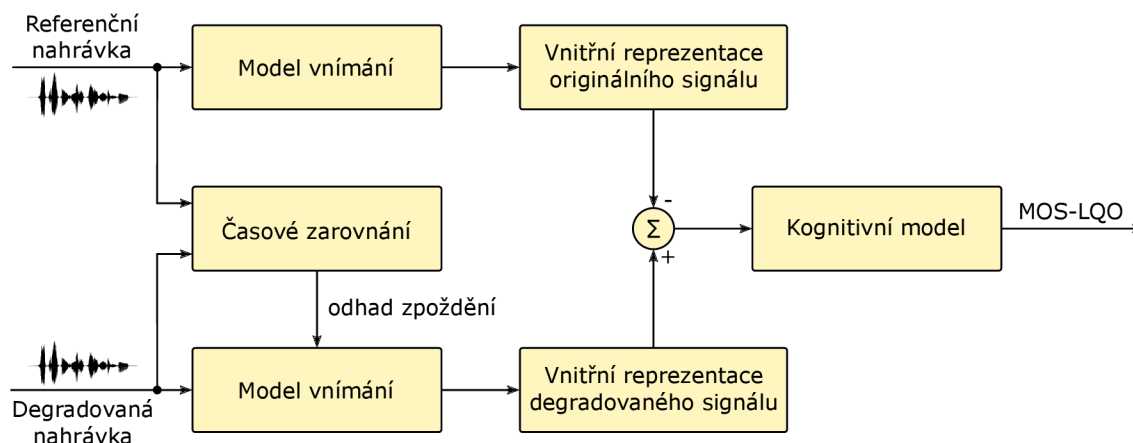 Referenční
nahrávka
Model vnímání
Vnitřní reprezentace
originálního signálu
Časové zarovnání
-
Σ
+
Kognitivní model
MOS-LQO
odhad zpoždění
Degradovaná
nahrávka
Model vnímání
Vnitřní reprezentace
degradovaného signálu